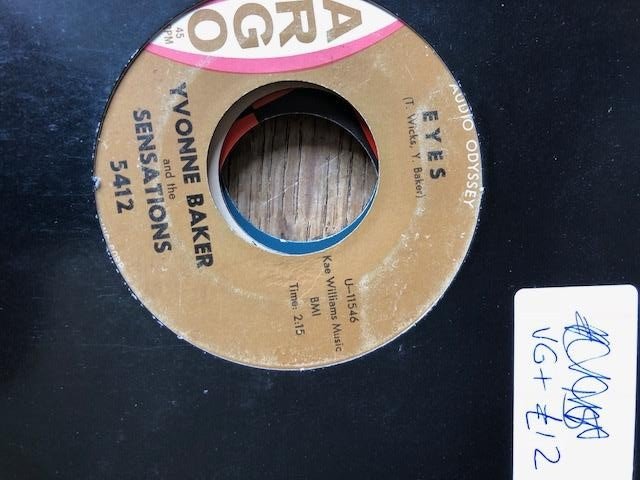 ARGO
45
RPM
AUDIO ODYSSEY
EYES
(T. Wicks, Y. Baker)
U-11546
Kae Williams Music
BMI
Time: 2:15
YVONNE BAKER
and the
SENSATIONS
5412
VG+ £12